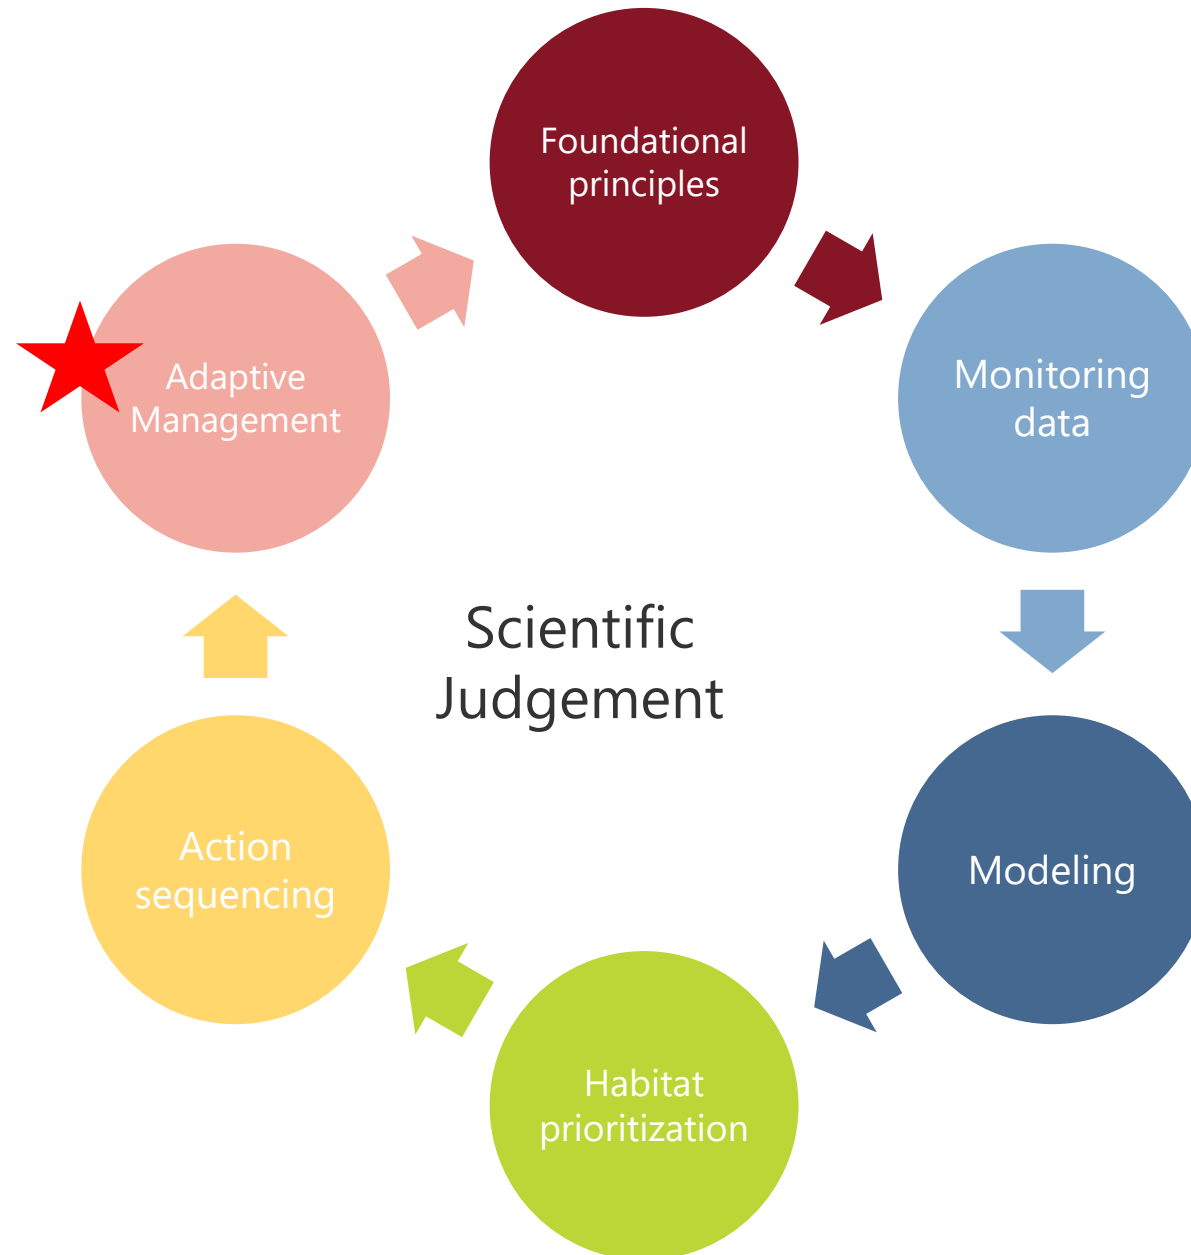 Foundational
principles
Monitoring
data
Modeling
Habitat
prioritization
Action
sequencing
Adaptive
Management
Scientific
Judgement